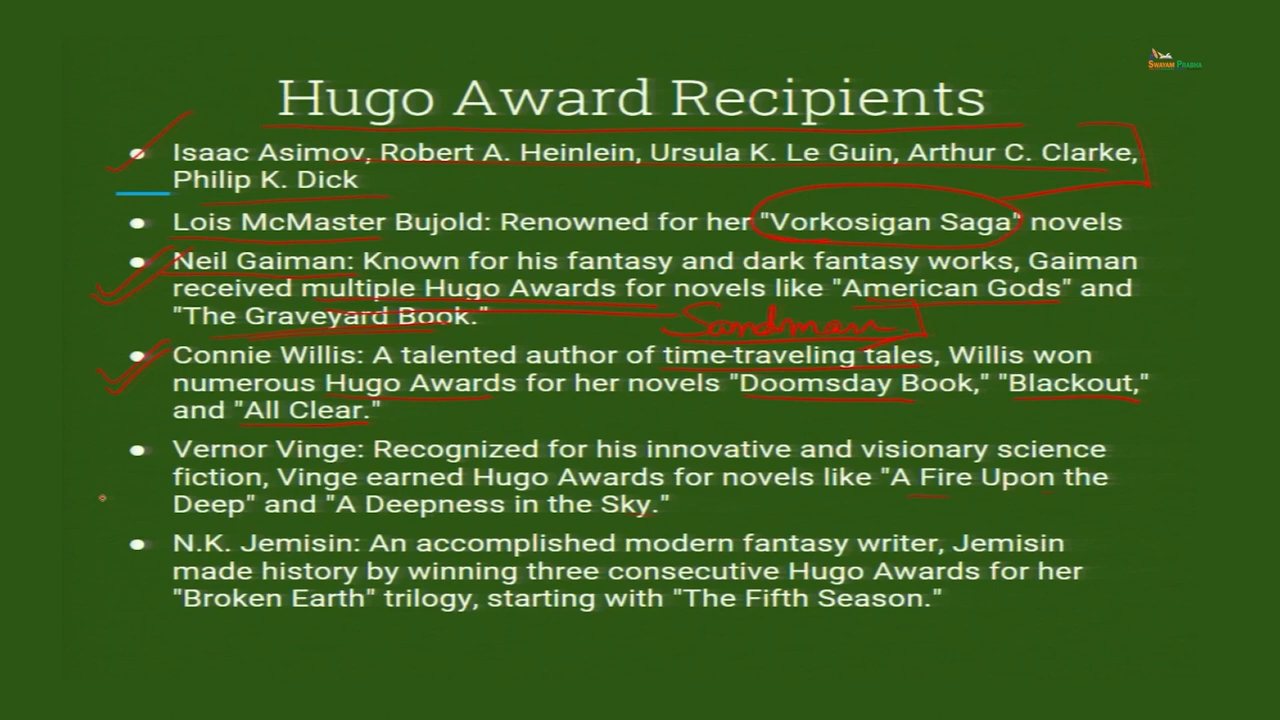 SWAYAM PRABHA
Hugo Award Recipients
• Isaac Asimov, Robert A. Heinlein, Ursula K. Le Guin, Arthur C. Clarke,
Philip K. Dick
• Lois McMaster Bujold: Renowned for her "Vorkosigan Saga" novels
• Neil Gaiman: Known for his fantasy and dark fantasy works, Gaiman
received multiple Hugo Awards for novels like "American Gods" and
"The Graveyard Book."
Sandman
• Connie Willis: A talented author of time-traveling tales, Willis won
numerous Hugo Awards for her novels "Doomsday Book," "Blackout,"
and "All Clear."
• Vernor Vinge: Recognized for his innovative and visionary science
fiction, Vinge earned Hugo Awards for novels like "A Fire Upon the
Deep" and "A Deepness in the Sky."
• N.K. Jemisin: An accomplished modern fantasy writer, Jemisin
made history by winning three consecutive Hugo Awards for her
"Broken Earth" trilogy, starting with "The Fifth Season."